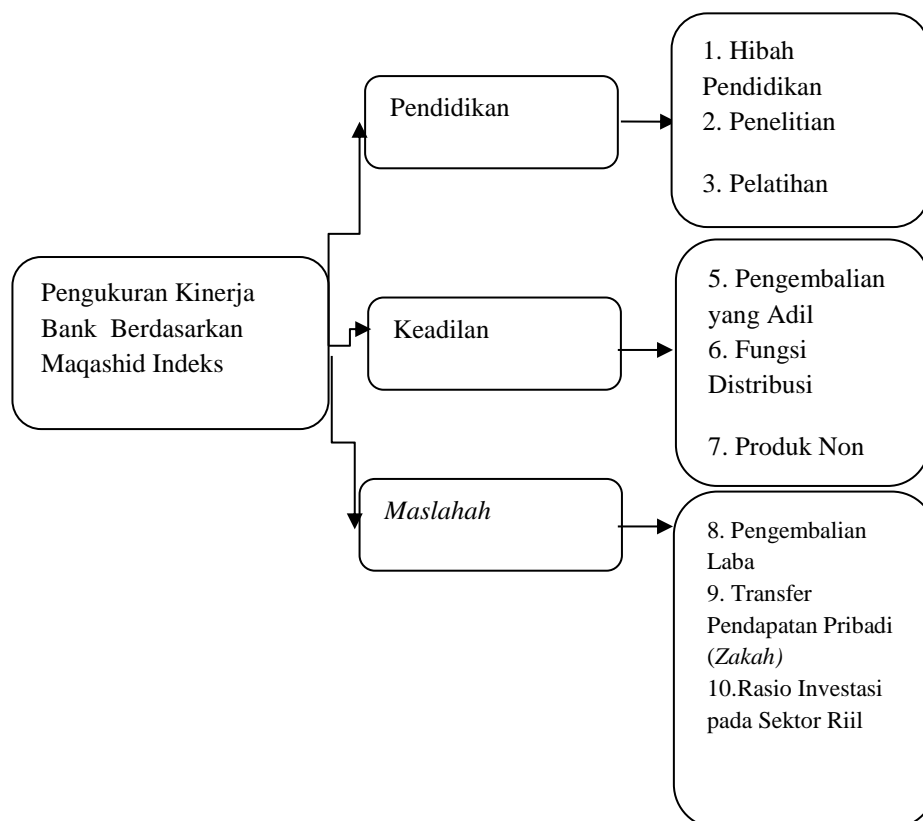 Pengukuran Kinerja
Bank Berdasarkan
Maqashid Indeks
Pendidikan
1. Hibah
Pendidikan
2. Penelitian
3. Pelatihan
Keadilan
5. Pengembalian
yang Adil
6. Fungsi
Distribusi
7. Produk Non
Maslahah
8. Pengembalian
Laba
9. Transfer
Pendapatan Pribadi
(Zakah)
10.Rasio Investasi
pada Sektor Riil